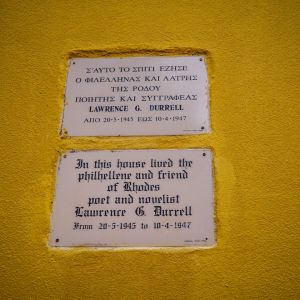 Σ'ΑΥΤΟ ΤΟ ΣΠΙΤΙ ΕΖΗΣΕ
Ο ΦΙΛΕΛΛΗΝΑΣ ΚΑΙ ΛΑΤΡΗΣ
ΤΗΣ ΡΟΔΟΥ
ΠΟΙΗΤΗΣ ΚΑΙ ΣΥΓΓΡΑΦΕΑΣ
LAWRENCE G. DURRELL
ΑΠΟ 20-5-1945 ΕΩΣ 10-4-1947
In this house lived the
philhellene and friend
of Rhodes
poet and novelist
Lawrence G. Durrell
From 20-5-1945 to 10-4-1947